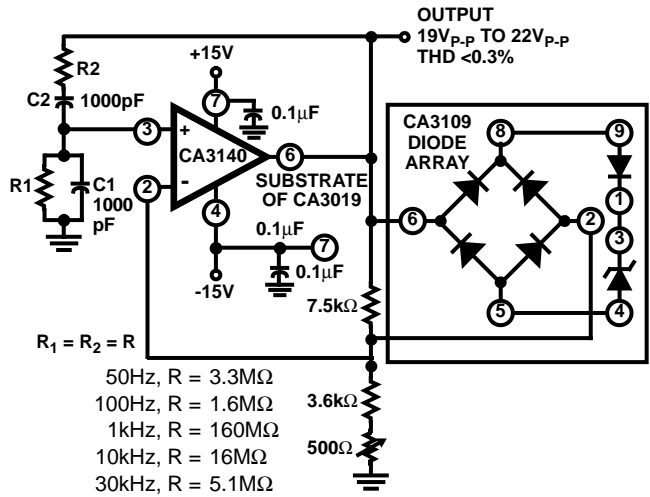 OUTPUT
19VP-P TO 22VP-P
THD <0.3%
+15V
R2
C2 1000pF
7
0.1µF
CA3109
DIODE
ARRAY
8 9
3 + CA3140 6
2 -
SUBSTRATE
OF CA3019
R1 C1
1000
pF
4
6 2
1
3
0.1µF 7
0.1µF
-15V
7.5kΩ
5 4
R1 = R2 = R
50Hz, R = 3.3MΩ
100Hz, R = 1.6MΩ
1kHz, R = 160MΩ
10kHz, R = 16MΩ
30kHz, R = 5.1MΩ
3.6kΩ
500Ω